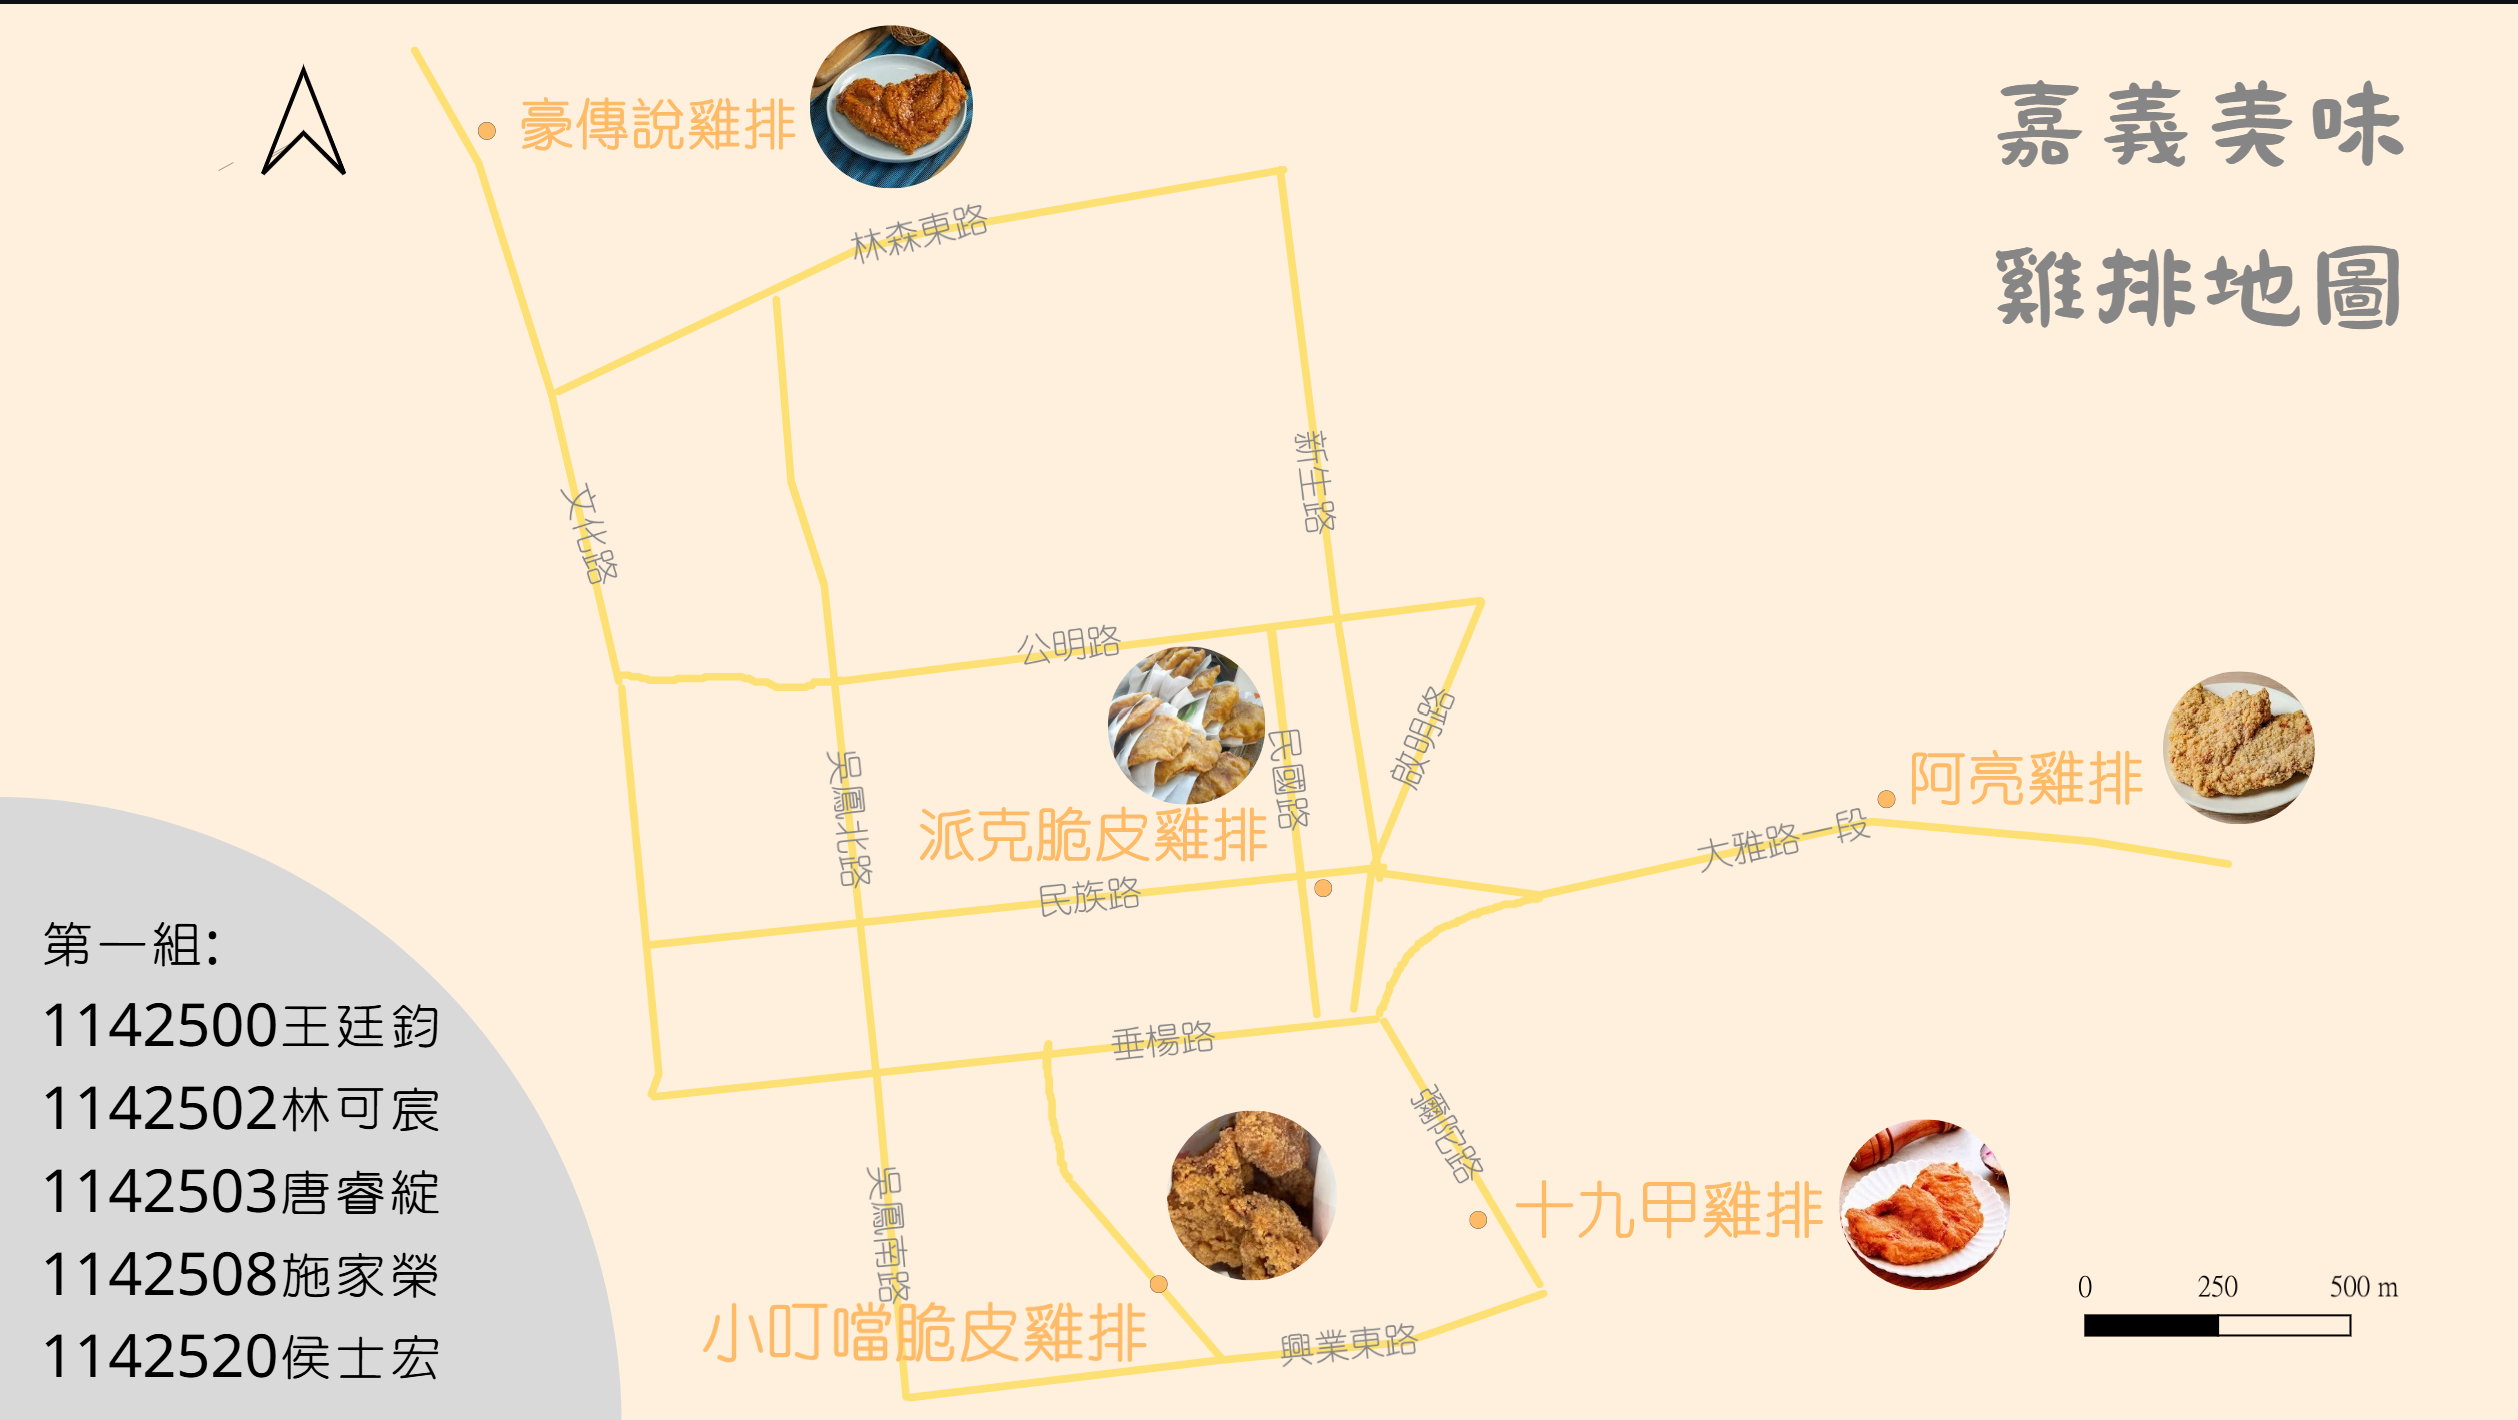 嘉義美味
雞排地圖
豪傳說雞排
林森東路
新生路
文化路
公明路
民國路
啟明路
吳鳳北路
派克脆皮雞排
阿亮雞排
大雅路一段
民族路
垂楊路
彌陀路
吳鳳南路
十九甲雞排
小叮噹脆皮雞排
興業東路
0 250 500 m
第一組:
1142500王廷鈞
1142502林可宸
1142503唐睿綻
1142508施家榮
1142520侯士宏